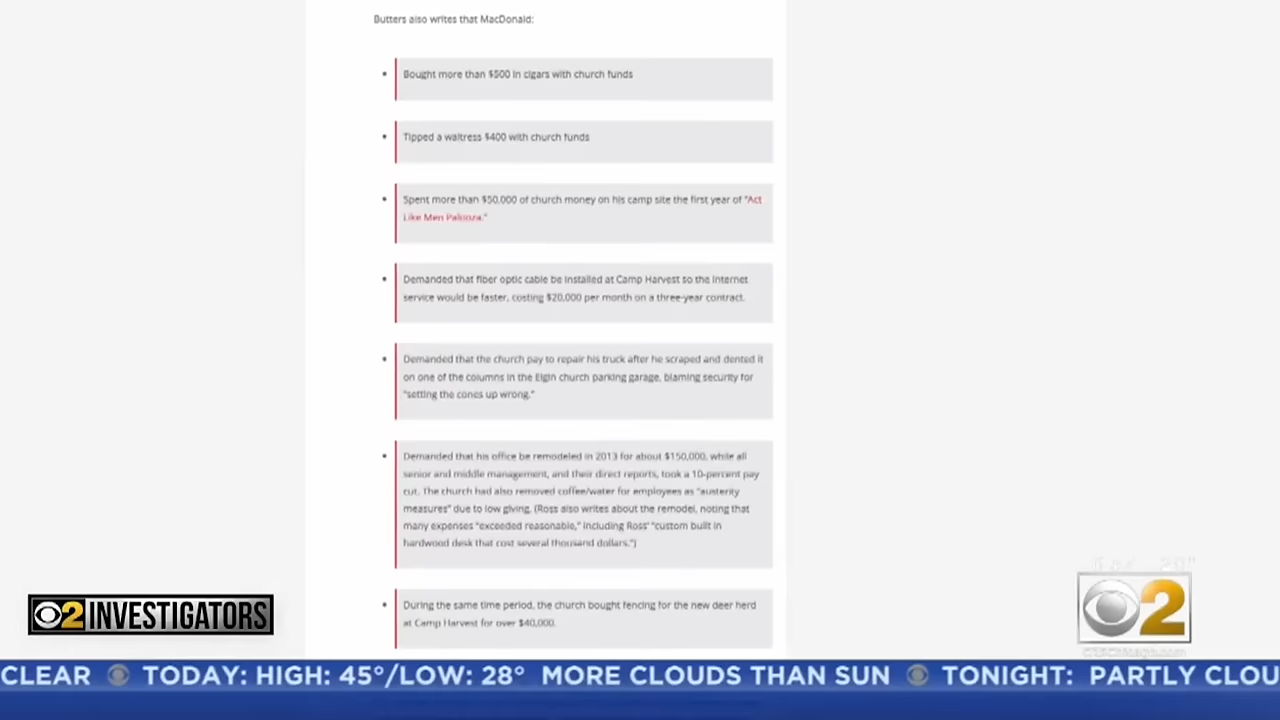 Butters also writes that MacDonald:
Bought more than $500 in cigars with church funds
Tipped a waitress $400 with church funds
Spent more than $50,000 of church money on his camp site the first year of "Act
Like Men Palooza."
Demanded that fiber optic cable be installed at Camp Harvest so the internet
service would be faster, costing $20,000 per month on a three-year contract.
Demanded that the church pay to repair his truck after he scraped and dented it
on one of the columns in the Elgin church parking garage, blaming security for
"setting the cones up wrong."
Demanded that his office be remodeled in 2013 for about $150,000, while all
senior and middle management, and their direct reports, took a 10-percent pay
cut. The church had also removed coffee/water for employees as "austerity
measures" due to low giving. (Ross also writes about the remodel, noting that
many expenses "exceeded reasonable," including Ross' "custom built in
hardwood desk that cost several thousand dollars.")
During the same time period, the church bought fencing for the new deer herd
at Camp Harvest for over $40,000.
2 INVESTIGATORS
2
CLEAR TODAY: HIGH: 45°/LOW: 28° MORE CLOUDS THAN SUN TONIGHT: PARTLY CLOU